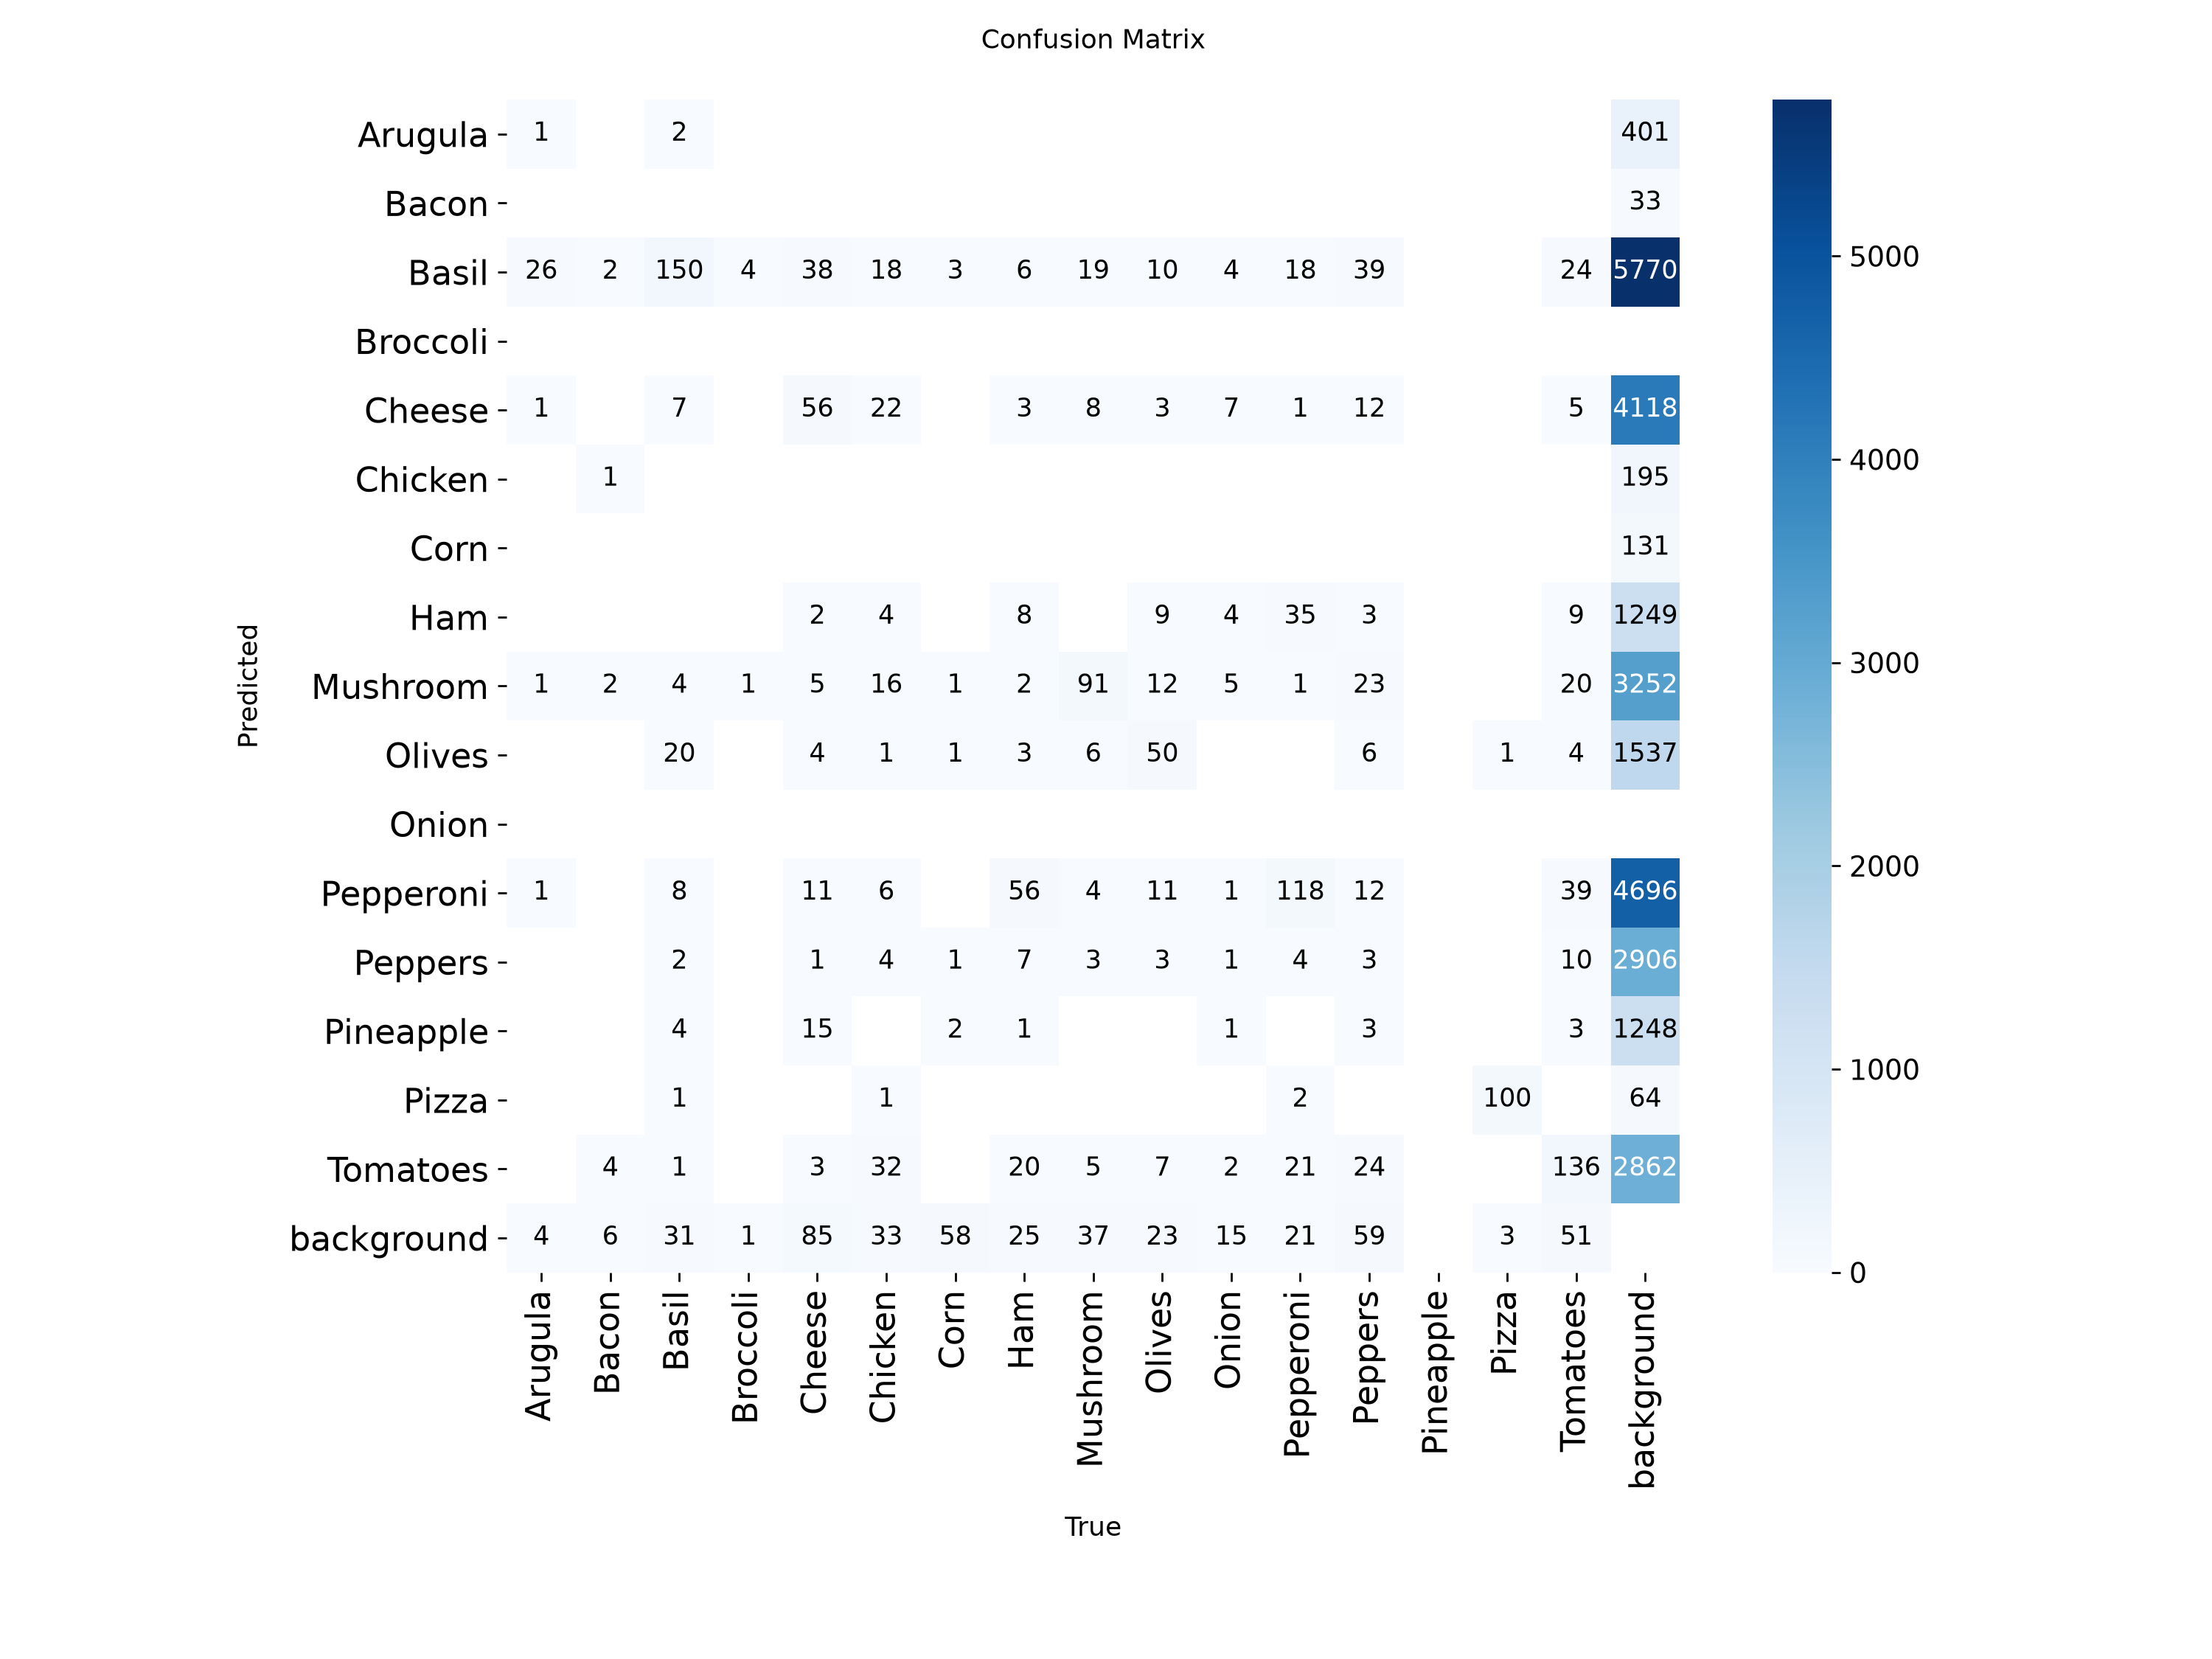 Confusion Matrix
Arugula 1 2 401
Bacon 33
Basil 26 2 150 4 38 18 3 6 19 10 4 18 39 24 5770
Broccoli
Cheese 1 7 56 22 3 8 3 7 1 12 5 4118
Chicken 1 195
Corn 131
Ham 2 4 8 9 4 35 3 9 1249
Mushroom 1 2 4 1 5 16 1 2 91 12 5 1 23 20 3252
Olives 20 4 1 1 3 6 50 6 1 4 1537
Onion
Pepperoni 1 8 11 6 56 4 11 1 118 12 39 4696
Peppers 2 1 4 1 7 3 3 1 4 3 10 2906
Pineapple 4 15 2 1 1 3 3 1248
Pizza 1 1 2 100 64
Tomatoes 4 1 3 32 20 5 7 2 21 24 136 2862
background 4 6 31 1 85 33 58 25 37 23 15 21 59 3 51
Arugula Bacon Basil Broccoli Cheese Chicken Corn Ham Mushroom Olives Onion Pepperoni Peppers Pineapple Pizza Tomatoes background
True
Predicted
5000
4000
3000
2000
1000
0